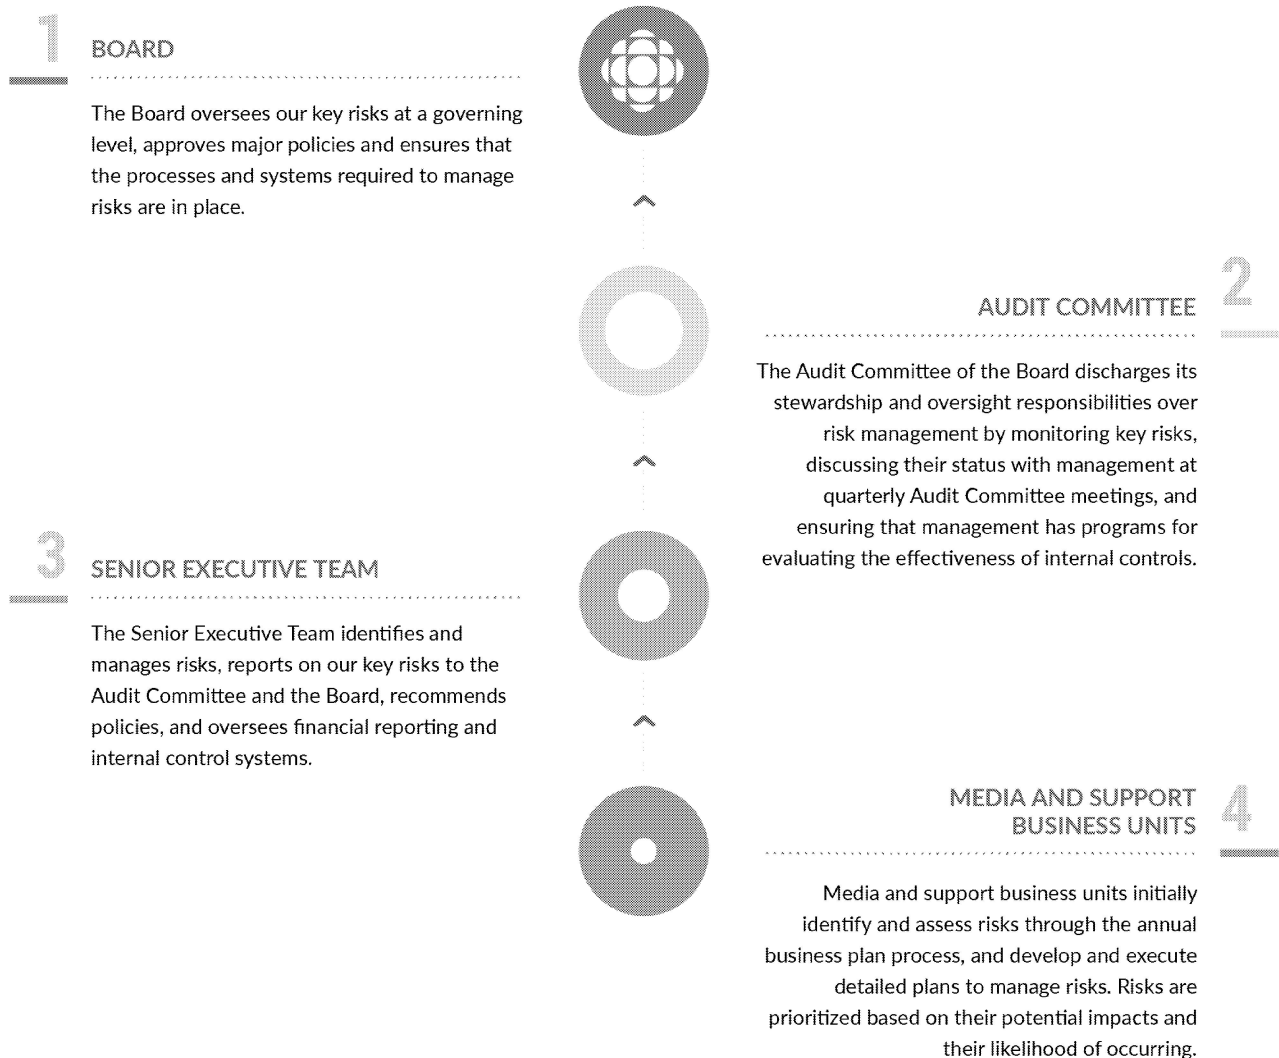 1
BOARD
The Board oversees our key risks at a governing
level, approves major policies and ensures that
the processes and systems required to manage
risks are in place.
2
AUDIT COMMITTEE
The Audit Committee of the Board discharges its
stewardship and oversight responsibilities over
risk management by monitoring key risks,
discussing their status with management at
quarterly Audit Committee meetings, and
ensuring that management has programs for
evaluating the effectiveness of internal controls.
3
SENIOR EXECUTIVE TEAM
The Senior Executive Team identifies and
manages risks, reports on our key risks to the
Audit Committee and the Board, recommends
policies, and oversees financial reporting and
internal control systems.
4
MEDIA AND SUPPORT
BUSINESS UNITS
Media and support business units initially
identify and assess risks through the annual
business plan process, and develop and execute
detailed plans to manage risks. Risks are
prioritized based on their potential impacts and
their likelihood of occurring.